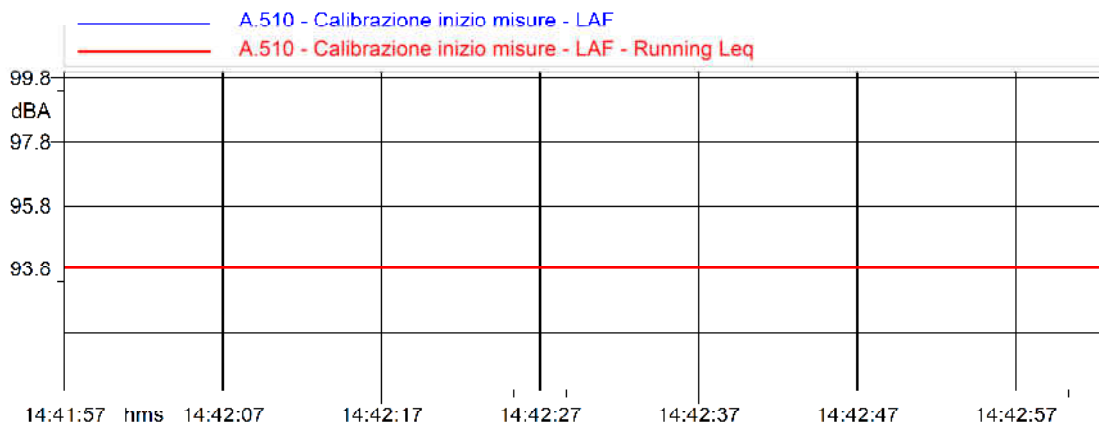 A.510 - Calibrazione inizio misure - LAF
A.510 - Calibrazione inizio misure - LAF - Running Leq
99.8
dBA
97.8
95.8
93.8
14:41:57 hms 14:42:07 14:42:17 14:42:27 14:42:37 14:42:47 14:42:57